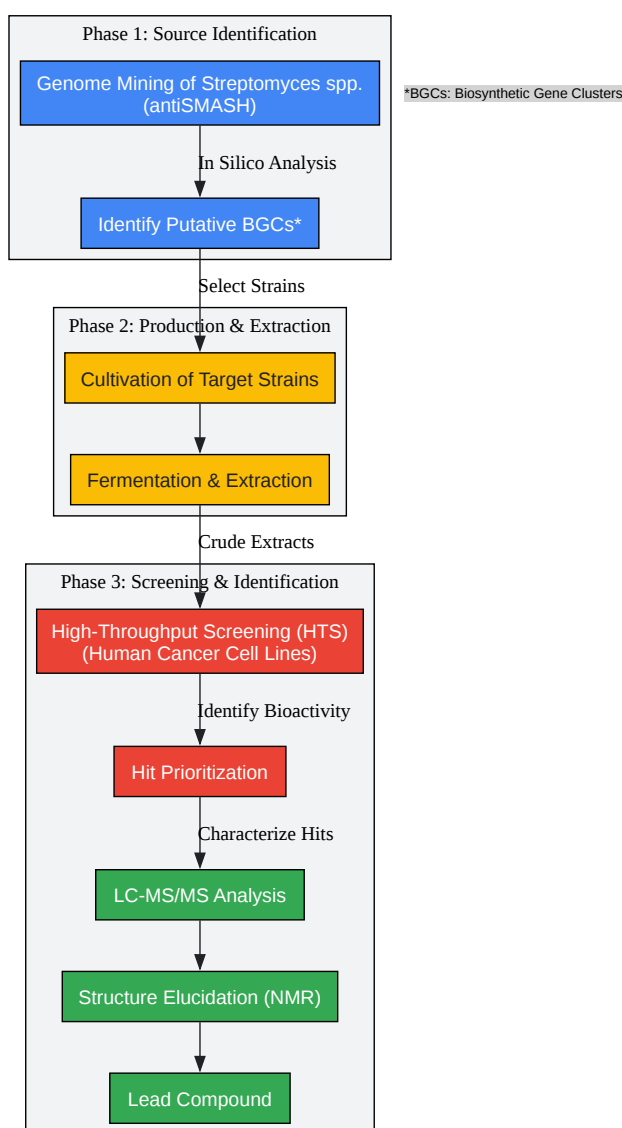 Phase 1: Source Identification
Genome Mining of Streptomyces spp.
(antiSMASH)
*BGCs: Biosynthetic Gene Clusters
In Silico Analysis
Identify Putative BGCs*
Select Strains
Phase 2: Production & Extraction
Cultivation of Target Strains
Fermentation & Extraction
Crude Extracts
Phase 3: Screening & Identification
High-Throughput Screening (HTS)
(Human Cancer Cell Lines)
Identify Bioactivity
Hit Prioritization
Characterize Hits
LC-MS/MS Analysis
Structure Elucidation (NMR)
Lead Compound